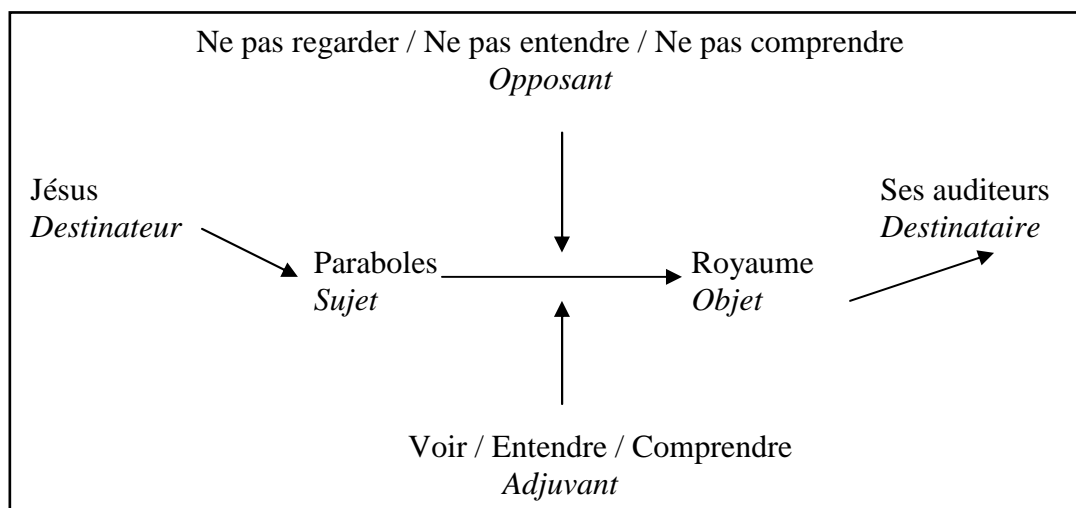 Ne pas regarder / Ne pas entendre / Ne pas comprendre
Opposant
Jésus
Destinateur
Ses auditeurs
Destinataire
Paraboles
Sujet
Royaume
Objet
Voir / Entendre / Comprendre
Adjuvant